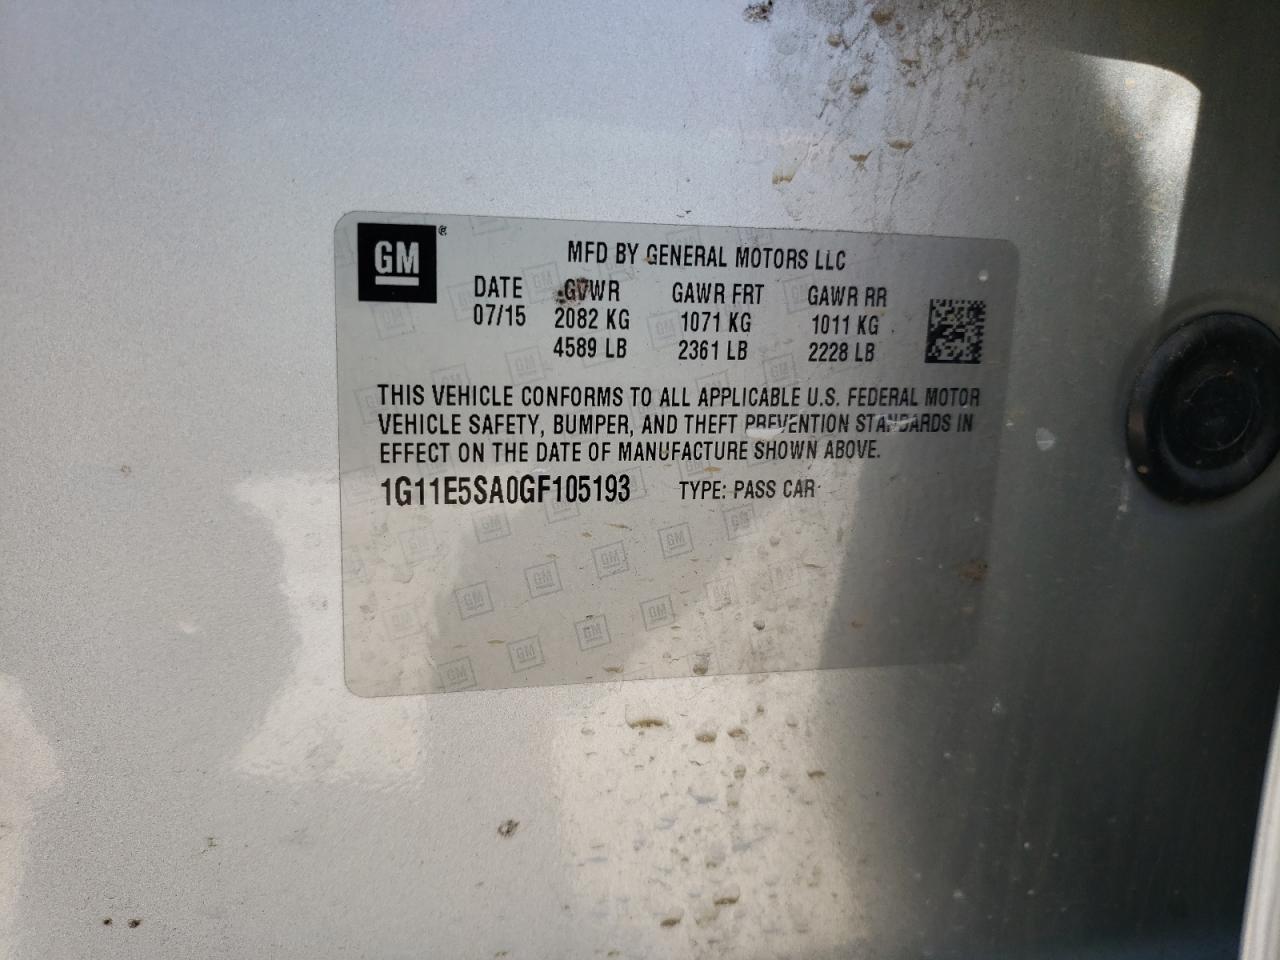 GM®
MFD BY GENERAL MOTORS LLC
DATE GVWR GAWR FRT GAWR RR
07/15 2082 KG 1071 KG 1011 KG
4589 LB 2361 LB 2228 LB
THIS VEHICLE CONFORMS TO ALL APPLICABLE U.S. FEDERAL MOTOR
VEHICLE SAFETY, BUMPER, AND THEFT PREVENTION STANDARDS IN
EFFECT ON THE DATE OF MANUFACTURE SHOWN ABOVE.
1G11E5SA0GF105193 TYPE: PASS CAR